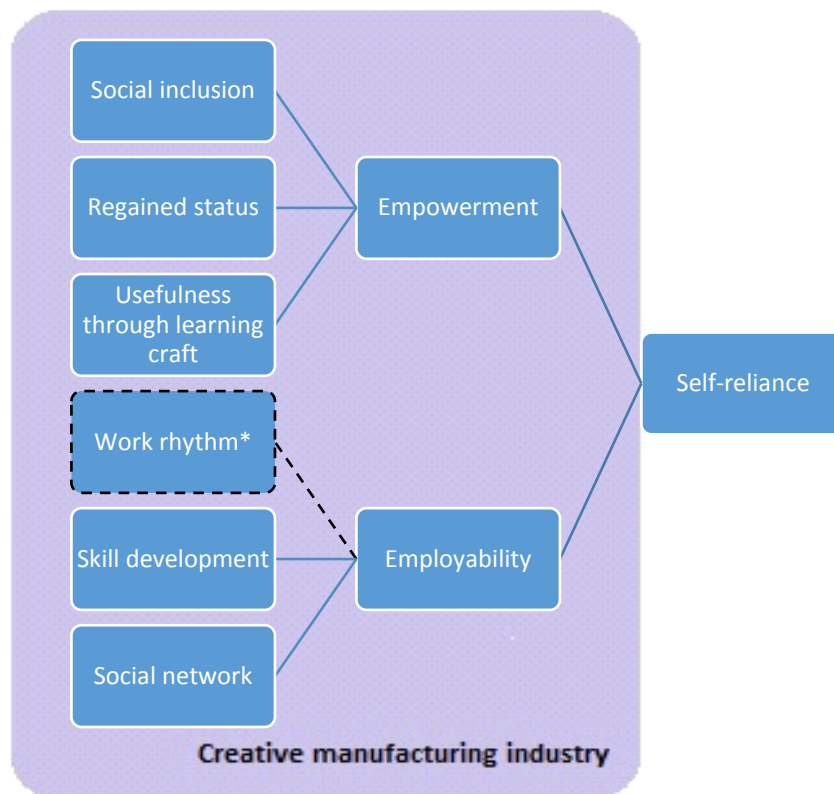 Social inclusion
Regained status
Empowerment
Usefulness
through learning
craft
Self-reliance
Work rhythm*
Skill development
Employability
Social network
Creative manufacturing industry